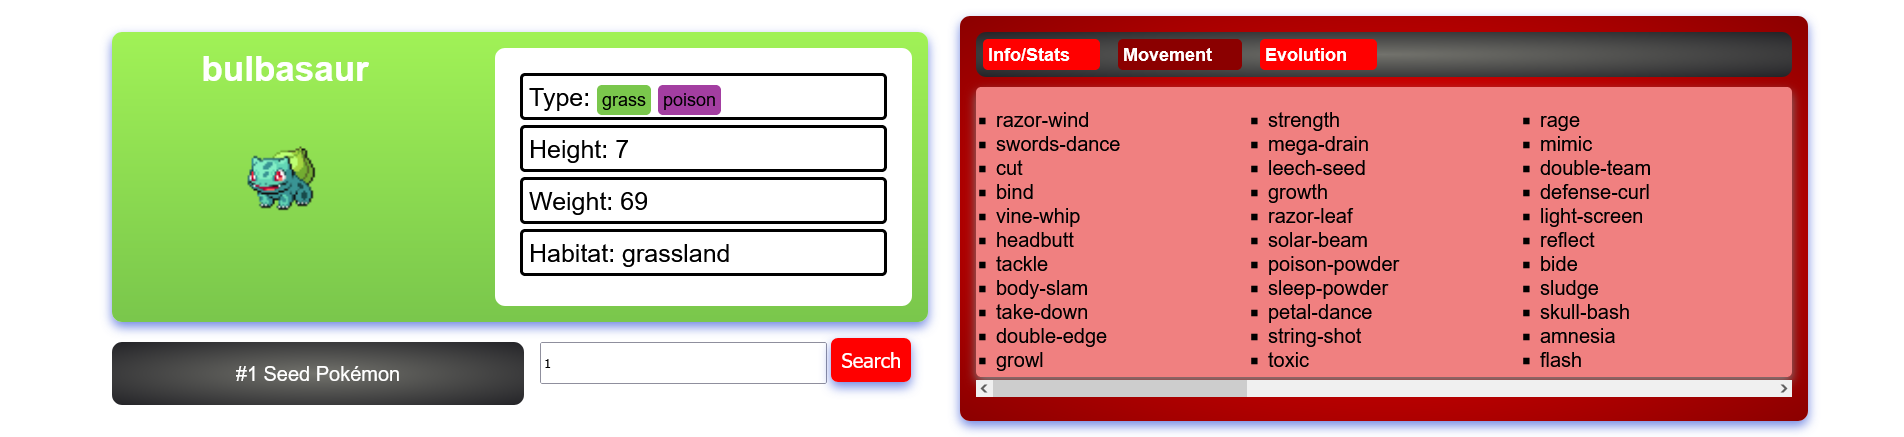 bulbasaur
Type: grass poison
Height: 7
Weight: 69
Habitat: grassland
#1 Seed Pokémon
1
Search
Info/Stats Movement Evolution
razor-wind
swords-dance
cut
bind
vine-whip
headbutt
tackle
body-slam
take-down
double-edge
growl
strength
mega-drain
leech-seed
growth
razor-leaf
solar-beam
poison-powder
sleep-powder
petal-dance
string-shot
toxic
rage
mimic
double-team
defense-curl
light-screen
reflect
bide
sludge
skull-bash
amnesia
flash